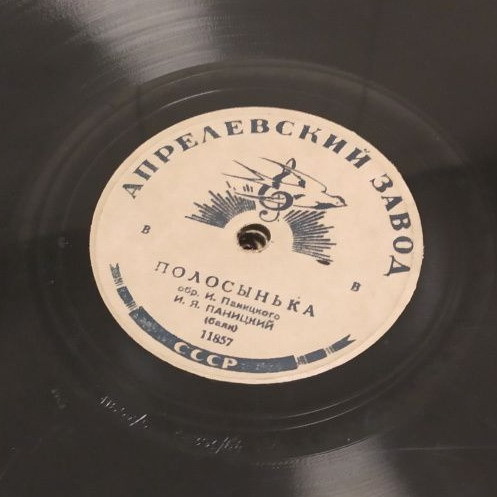 АПРЕЛЕВСКИЙ ЗАВОД
В В
ПОЛОСЫНЬКА
обр. И. Паницкого
И. Я. ПАНИЦКИЙ
(баян)
11857
СССР